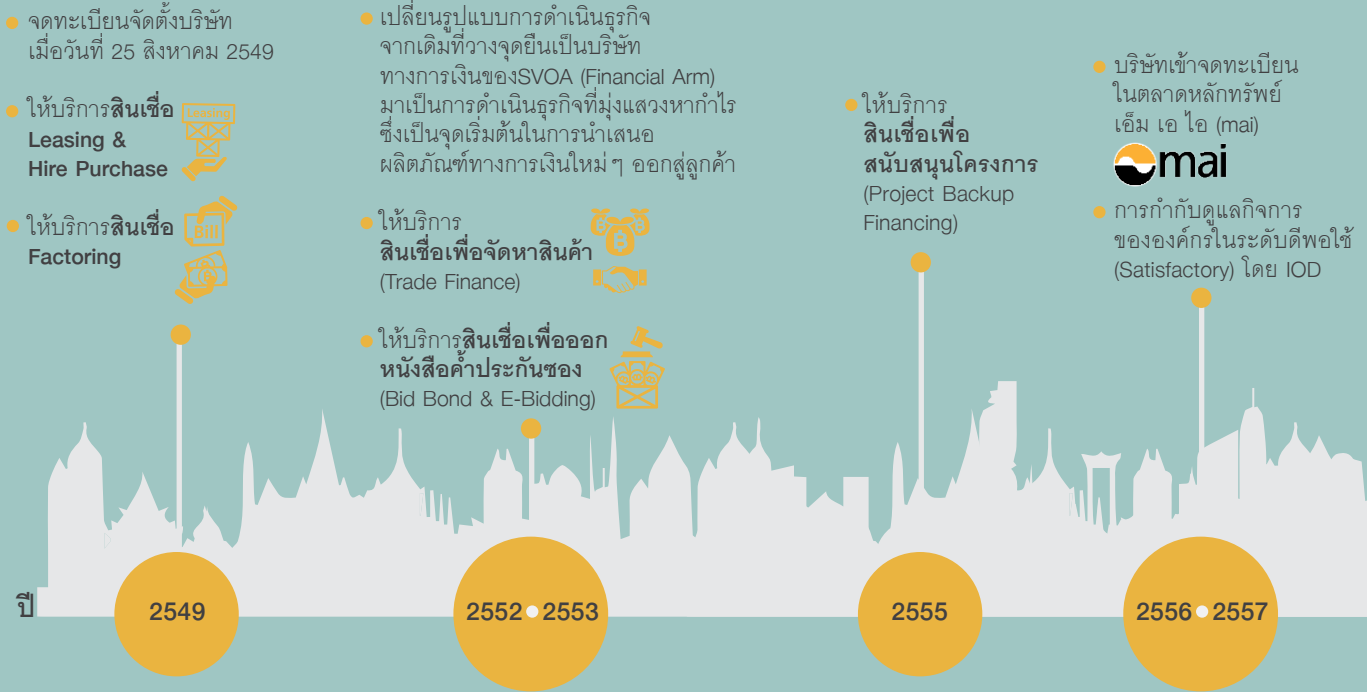 จดทะเบียนจัดตั้งบริษัท
เมื่อวันที่ 25 สิงหาคม 2549
ให้บริการสินเชื่อ
Leasing &
Hire Purchase
Leasing
ให้บริการสินเชื่อ
Factoring
Bill
เปลี่ยนรูปแบบการดำเนินธุรกิจ
จากเดิมที่วางจุดยืนเป็นบริษัท
ทางการเงินของSVOA (Financial Arm)
มาเป็นการดำเนินธุรกิจที่มุ่งแสวงหากำไร
ซึ่งเป็นจุดเริ่มต้นในการนำเสนอ
ผลิตภัณฑ์ทางการเงินใหม่ ๆ ออกสู่ลูกค้า
ให้บริการ
สินเชื่อเพื่อจัดหาสินค้า
(Trade Finance)
ให้บริการสินเชื่อเพื่อออก
หนังสือค้ำประกันซอง
(Bid Bond & E-Bidding)
ให้บริการ
สินเชื่อเพื่อ
สนับสนุนโครงการ
(Project Backup
Financing)
บริษัทเข้าจดทะเบียน
ในตลาดหลักทรัพย์
เอ็ม เอ ไอ (mai)
mai
การกำกับดูแลกิจการ
ขององค์กรในระดับดีพอใช้
(Satisfactory) โดย IOD
ปี
2549
2552 • 2553
2555
2556 • 2557